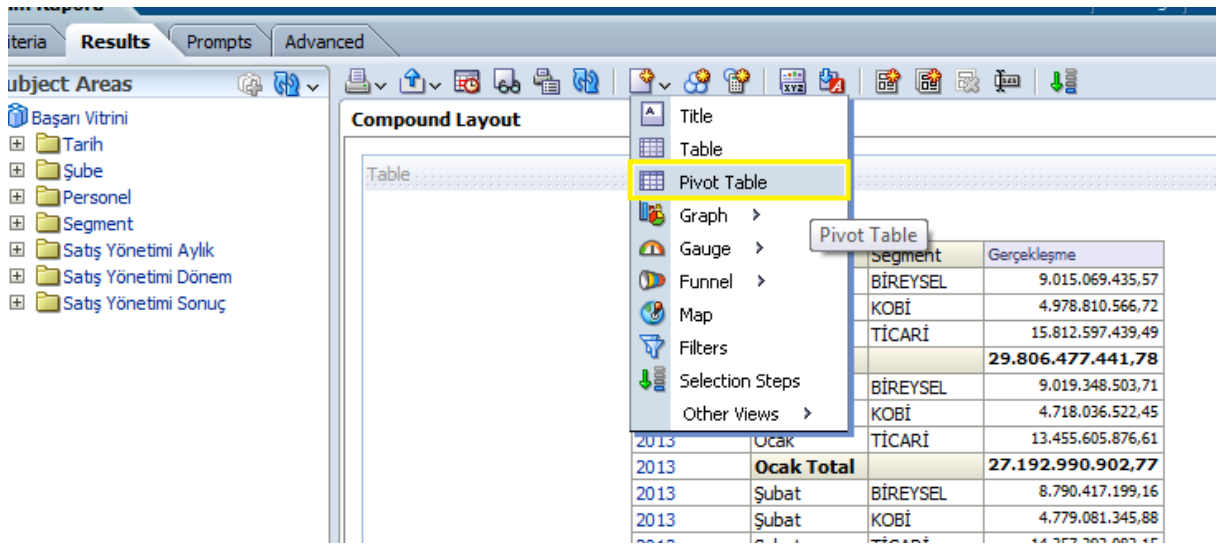 iteria Results Prompts Advanced
ubject Areas
Başarı Vitrini
Tarih
Şube
Personel
Segment
Satış Yönetimi Aylık
Satış Yönetimi Dönem
Satış Yönetimi Sonuç
Compound Layout
Table
Title
Table
Pivot Table
Graph
Gauge
Funnel
Map
Filters
Selection Steps
Other Views
Pivot Table
Segment Gerçekleşme
BİREYSEL 9.015.069.435,57
KOBİ 4.978.810.566,72
TİCARİ 15.812.597.439,49
29.806.477.441,78
BİREYSEL 9.019.348.503,71
KOBİ 4.718.036.522,45
2013 Ocak TİCARİ 13.455.605.876,61
2013 Ocak Total 27.192.990.902,77
2013 Şubat BİREYSEL 8.790.417.199,16
2013 Şubat KOBİ 4.779.081.345,88